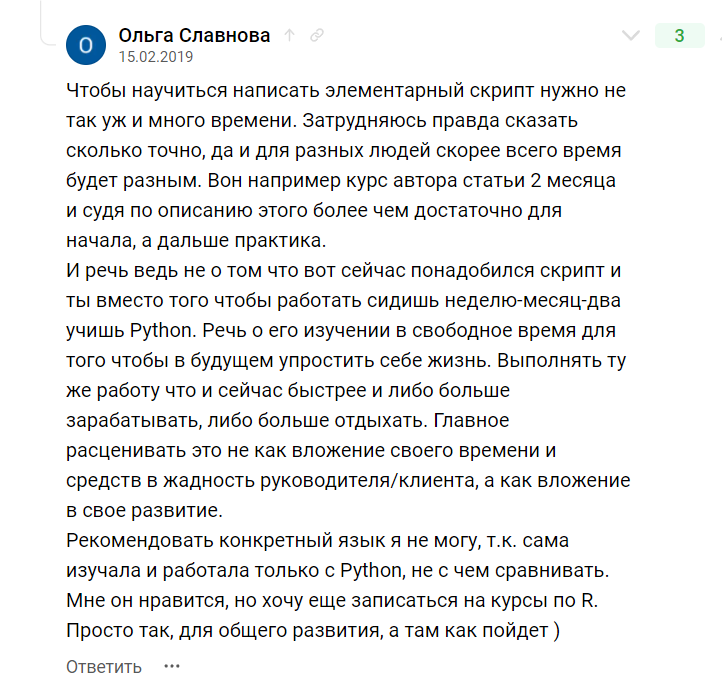 О
Ольга Славнова
15.02.2019
3
Чтобы научиться написать элементарный скрипт нужно не
так уж и много времени. Затрудняюсь правда сказать
сколько точно, да и для разных людей скорее всего время
будет разным. Вон например курс автора статьи 2 месяца
и судя по описанию этого более чем достаточно для
начала, а дальше практика.
И речь ведь не о том что вот сейчас понадобился скрипт и
ты вместо того чтобы работать сидишь неделю-месяц-два
учишь Python. Речь о его изучении в свободное время для
того чтобы в будущем упростить себе жизнь. Выполнять ту
же работу что и сейчас быстрее и либо больше
зарабатывать, либо больше отдыхать. Главное
расценивать это не как вложение своего времени и
средств в жадность руководителя/клиента, а как вложение
в свое развитие.
Рекомендовать конкретный язык я не могу, т.к. сама
изучала и работала только с Python, не с чем сравнивать.
Мне он нравится, но хочу еще записаться на курсы по R.
Просто так, для общего развития, а там как пойдет )
Ответить ···